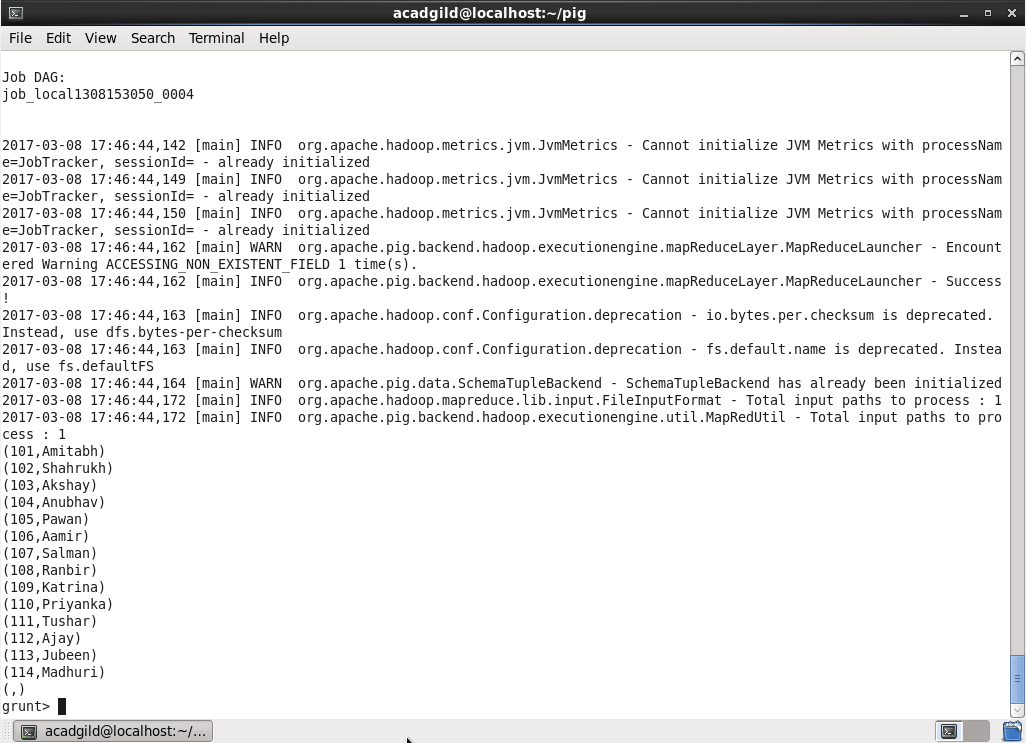 acadgild@localhost:~/pig
File Edit View Search Terminal Help
Job DAG:
job_local1308153050_0004
2017-03-08 17:46:44,142 [main] INFO  org.apache.hadoop.metrics.jvm.JvmMetrics - Cannot initialize JVM Metrics with processNam
e=JobTracker, sessionId= - already initialized
2017-03-08 17:46:44,149 [main] INFO  org.apache.hadoop.metrics.jvm.JvmMetrics - Cannot initialize JVM Metrics with processNam
e=JobTracker, sessionId= - already initialized
2017-03-08 17:46:44,150 [main] INFO  org.apache.hadoop.metrics.jvm.JvmMetrics - Cannot initialize JVM Metrics with processNam
e=JobTracker, sessionId= - already initialized
2017-03-08 17:46:44,162 [main] WARN  org.apache.pig.backend.hadoop.executionengine.mapReduceLayer.MapReduceLauncher - Encount
ered Warning ACCESSING_NON_EXISTENT_FIELD 1 time(s).
2017-03-08 17:46:44,162 [main] INFO  org.apache.pig.backend.hadoop.executionengine.mapReduceLayer.MapReduceLauncher - Success
!
2017-03-08 17:46:44,163 [main] INFO  org.apache.hadoop.conf.Configuration.deprecation - io.bytes.per.checksum is deprecated.
Instead, use dfs.bytes-per-checksum
2017-03-08 17:46:44,163 [main] INFO  org.apache.hadoop.conf.Configuration.deprecation - fs.default.name is deprecated. Instea
d, use fs.defaultFS
2017-03-08 17:46:44,164 [main] WARN  org.apache.pig.data.SchemaTupleBackend - SchemaTupleBackend has already been initialized
2017-03-08 17:46:44,172 [main] INFO  org.apache.hadoop.mapreduce.lib.input.FileInputFormat - Total input paths to process : 1
2017-03-08 17:46:44,172 [main] INFO  org.apache.pig.backend.hadoop.executionengine.util.MapRedUtil - Total input paths to pro
cess : 1
(101,Amitabh)
(102,Shahrukh)
(103,Akshay)
(104,Anubhav)
(105,Pawan)
(106,Aamir)
(107,Salman)
(108,Ranbir)
(109,Katrina)
(110,Priyanka)
(111,Tushar)
(112,Ajay)
(113,Jubeen)
(114,Madhuri)
(,)
grunt>
acadgild@localhost:~/...